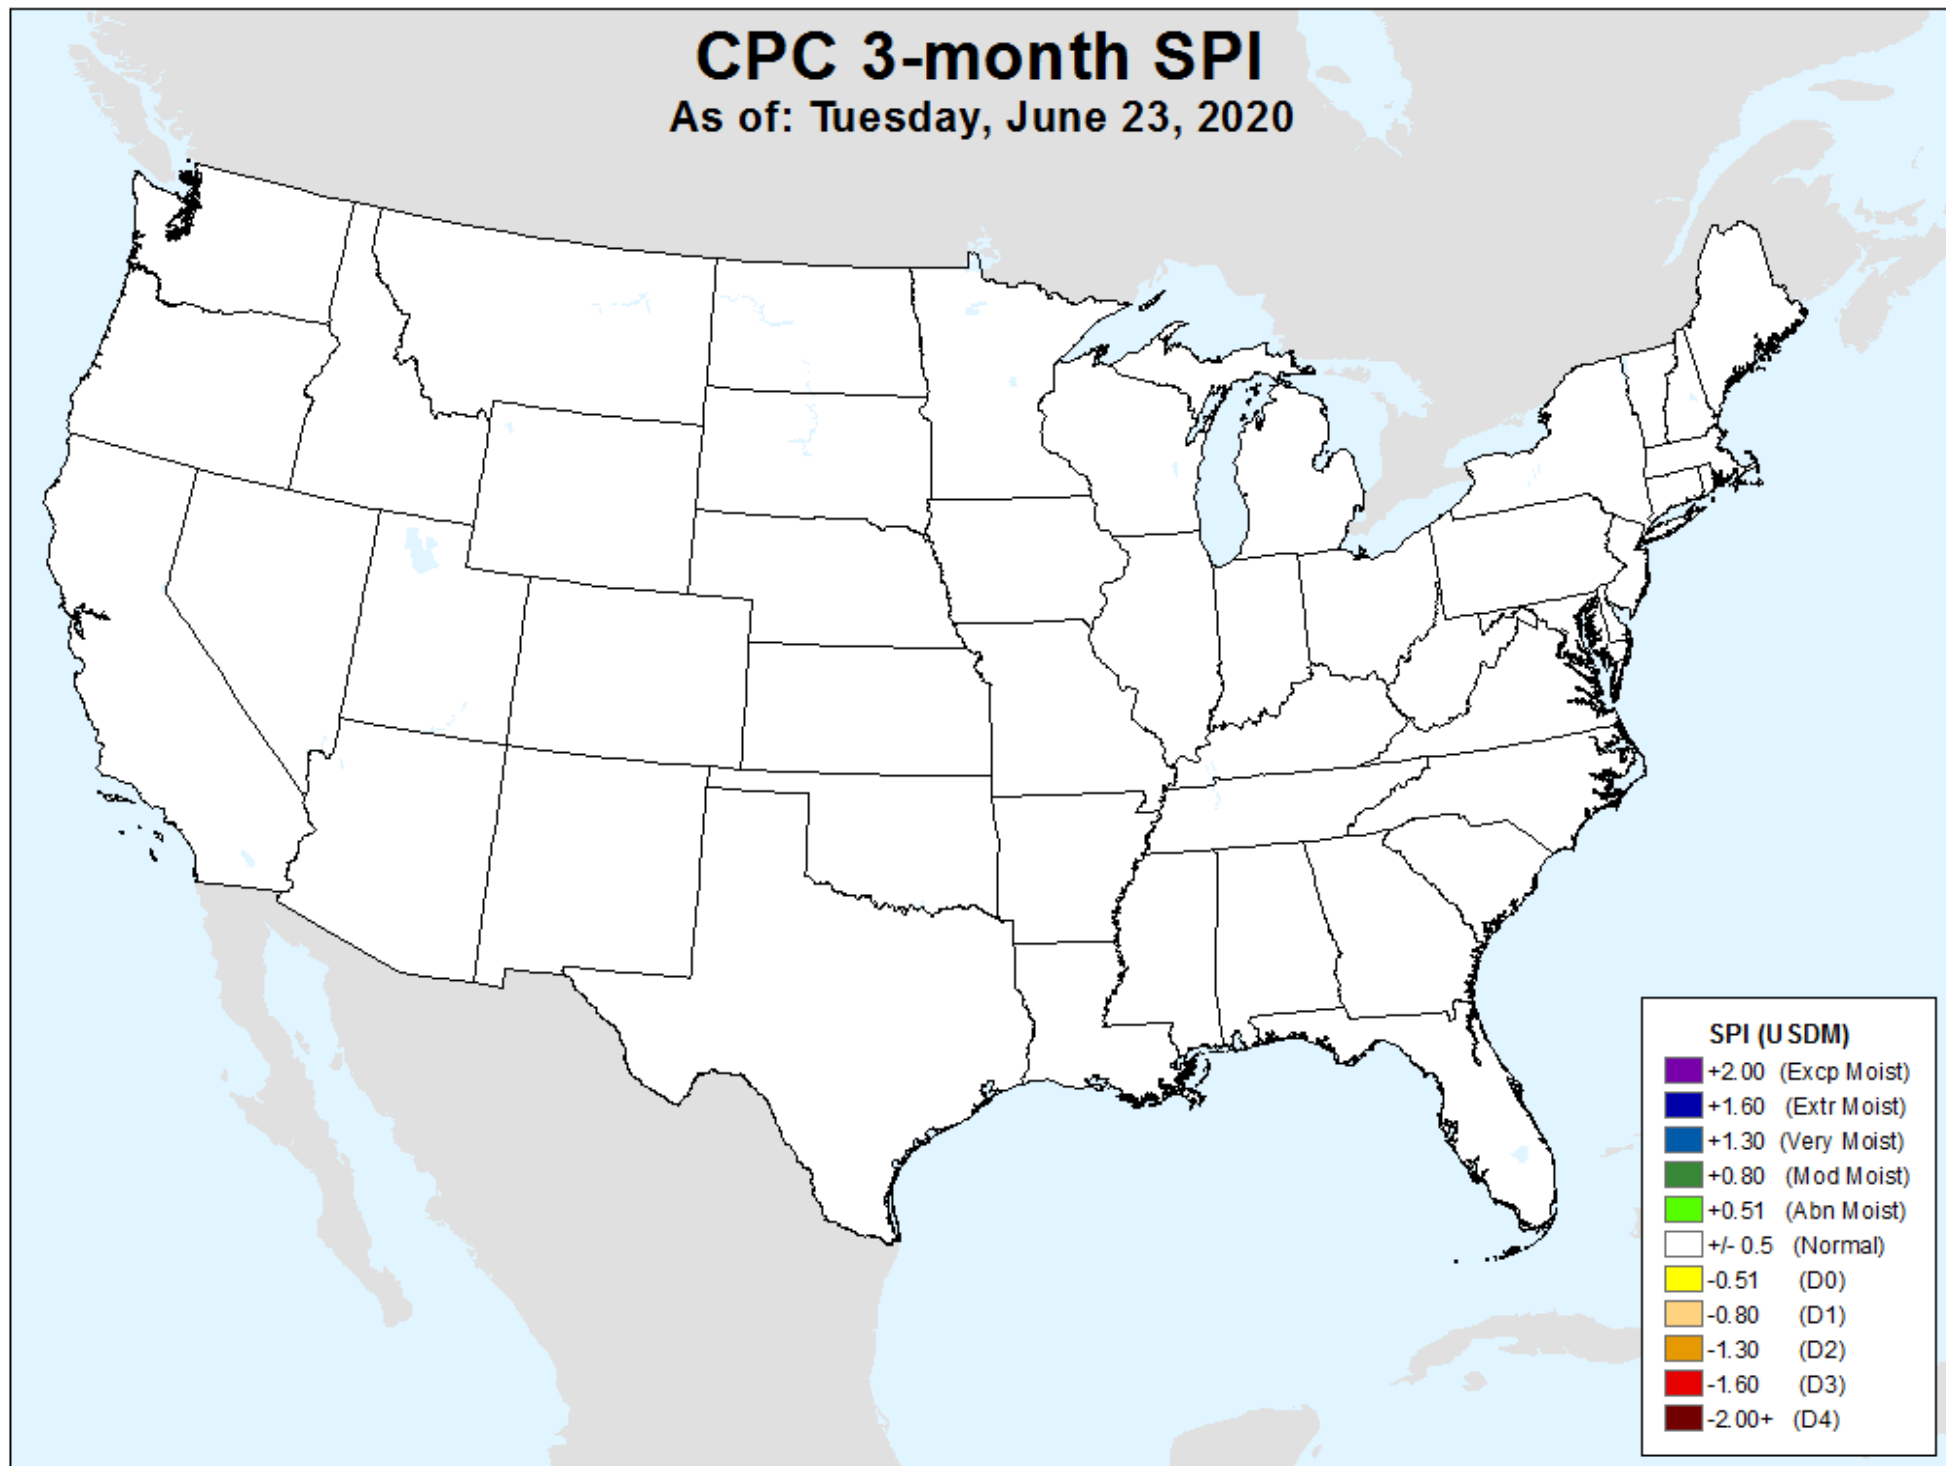 CPC 3-month SPI
As of: Tuesday, June 23, 2020
SPI (USDM)
+2.00 (Excp Moist)
+1.60 (Extr Moist)
+1.30 (Very Moist)
+0.80 (Mod Moist)
+0.51 (Abn Moist)
+/- 0.5 (Normal)
-0.51 (D0)
-0.80 (D1)
-1.30 (D2)
-1.60 (D3)
-2.00+ (D4)